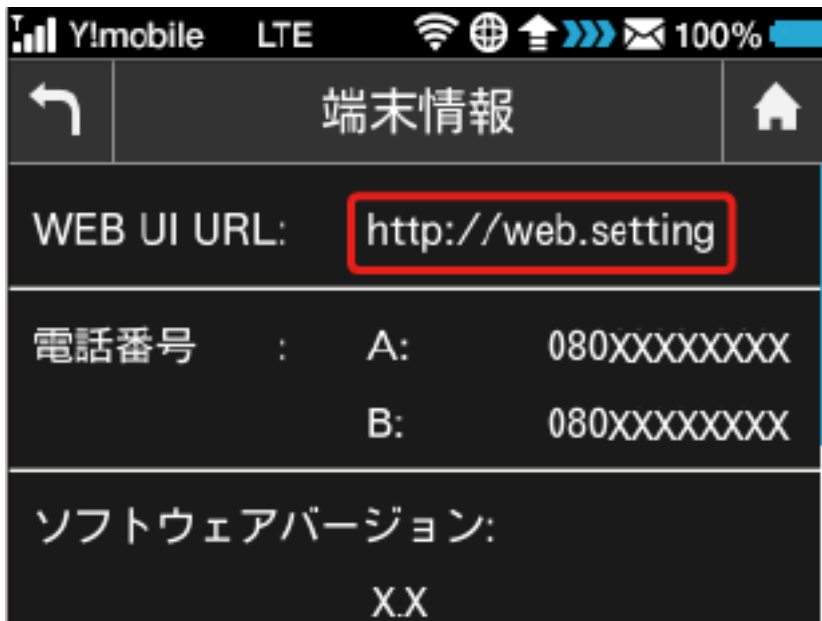 Y!mobile LTE 100%
端末情報
WEB UI URL: http://web.setting
電話番号 : A: 080XXXXXXXX
B: 080XXXXXXXX
ソフトウェアバージョン:
X.X